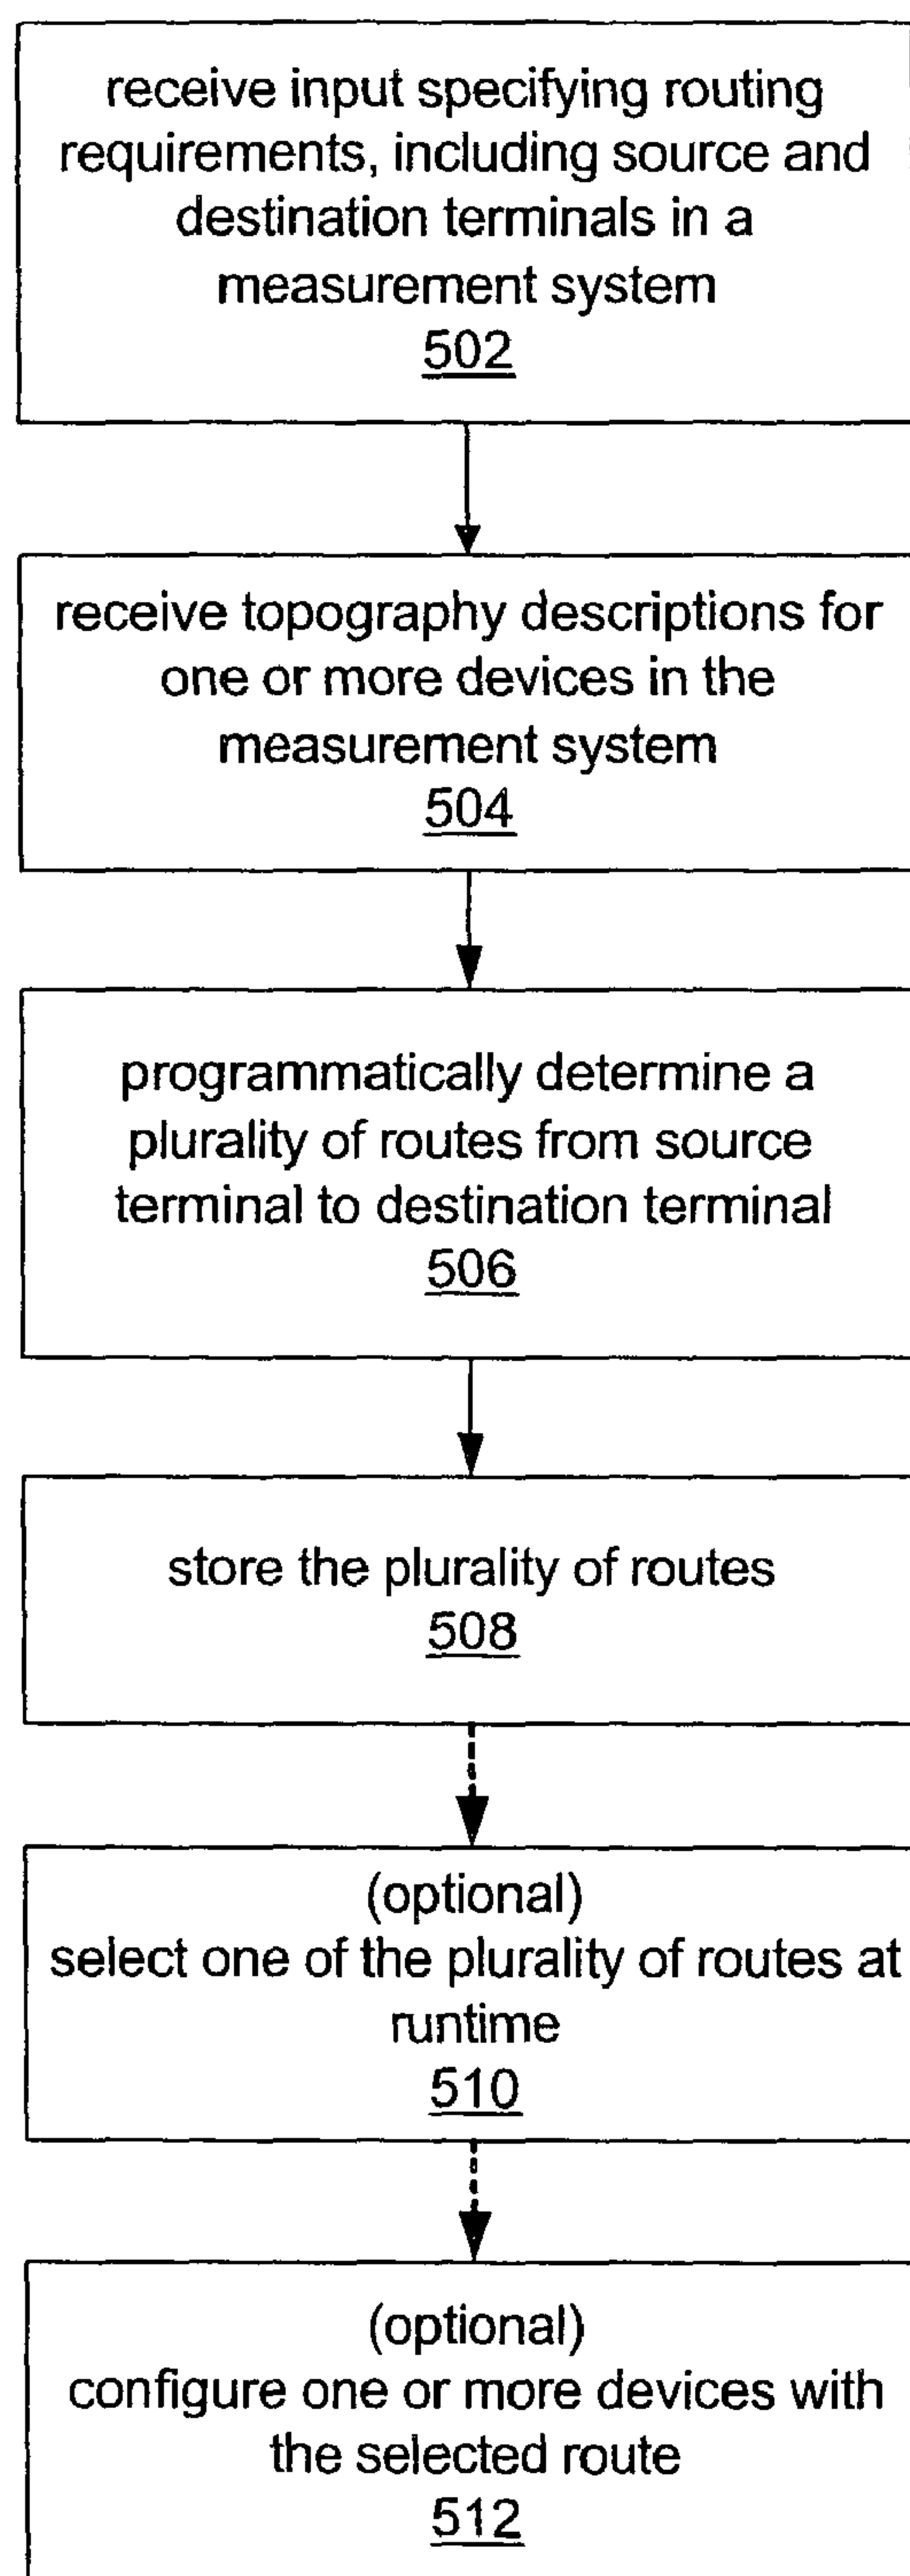 receive input specifying routing
requirements, including source and
destination terminals in a
measurement system
502
receive topography descriptions for
one or more devices in the
measurement system
504
programmatically determine a
plurality of routes from source
terminal to destination terminal
506
store the plurality of routes
508
(optional)
select one of the plurality of routes at
runtime
510
(optional)
configure one or more devices with
the selected route
512